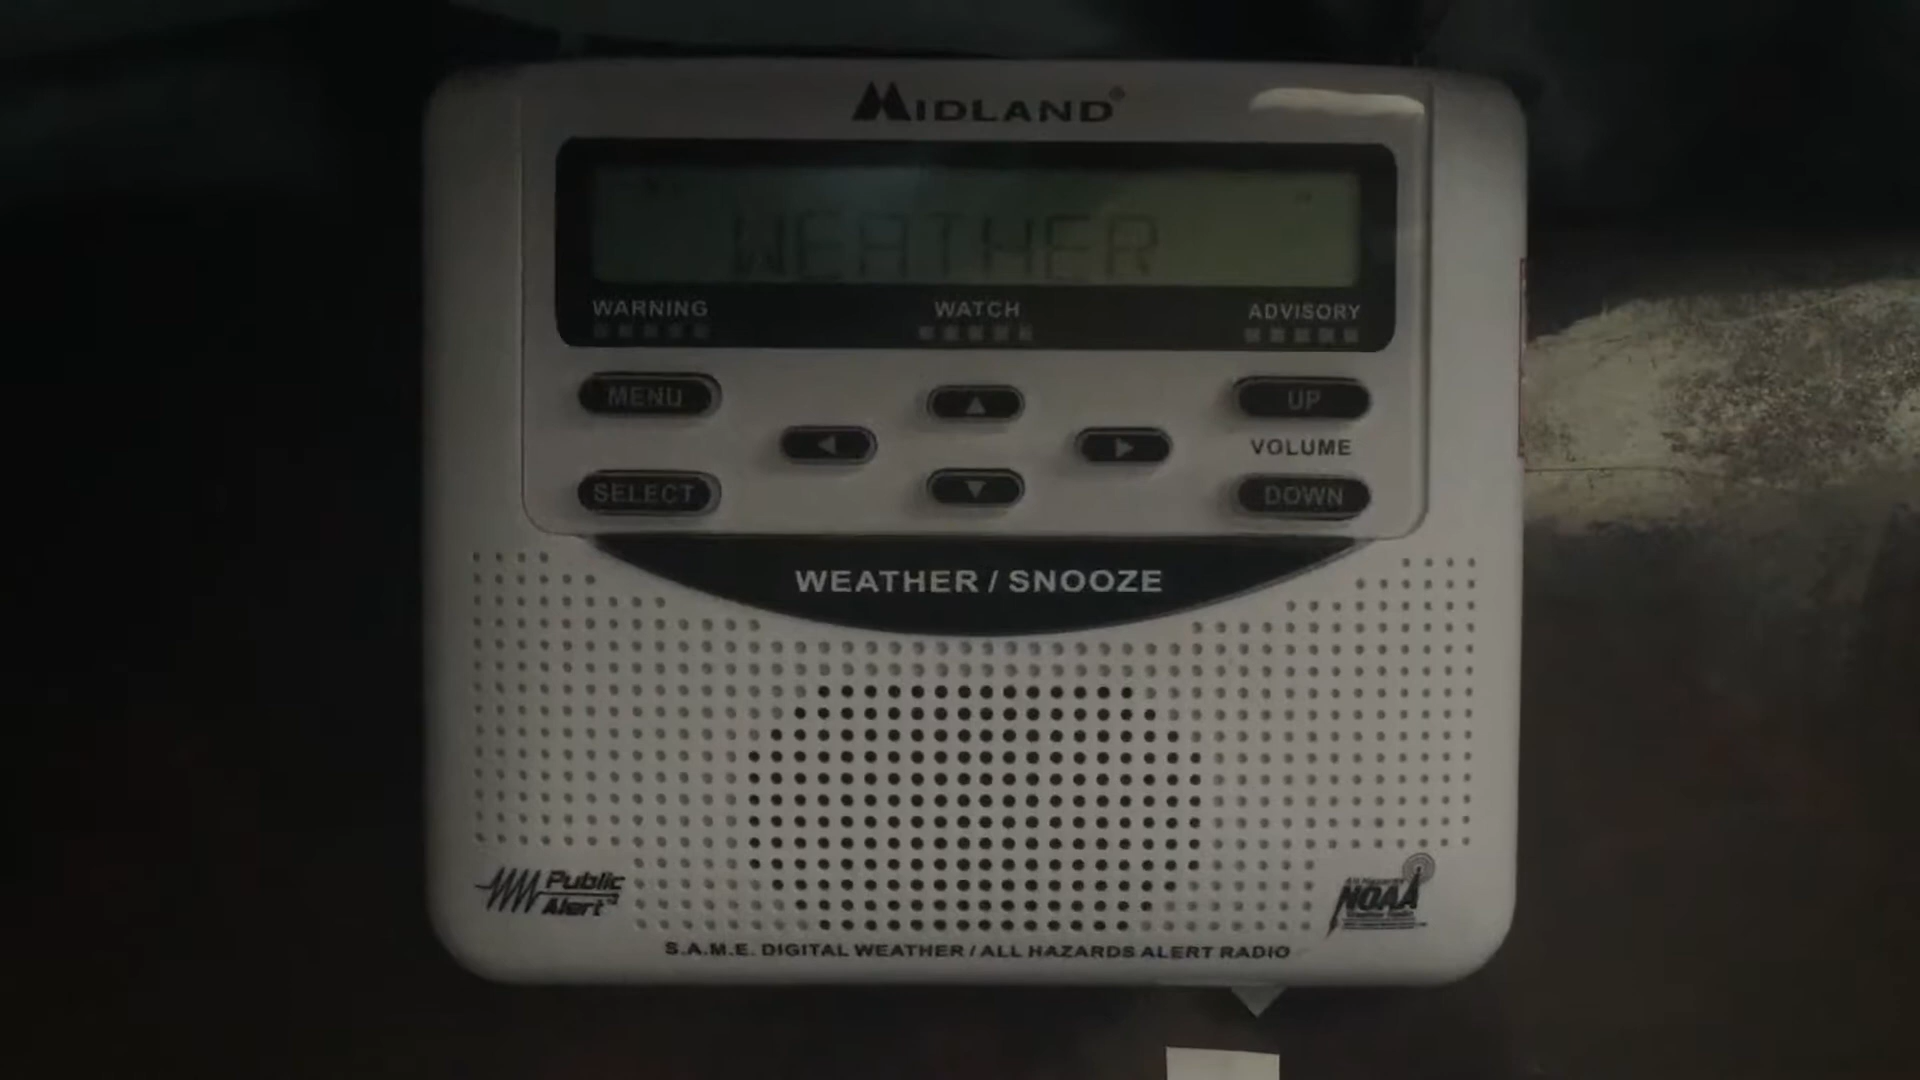 MIDLAND®
WEATHER
WARNING WATCH ADVISORY
MENU
UP
VOLUME
SELECT
DOWN
WEATHER / SNOOZE
Public
Alert™
NOAA
S.A.M.E. DIGITAL WEATHER / ALL HAZARDS ALERT RADIO